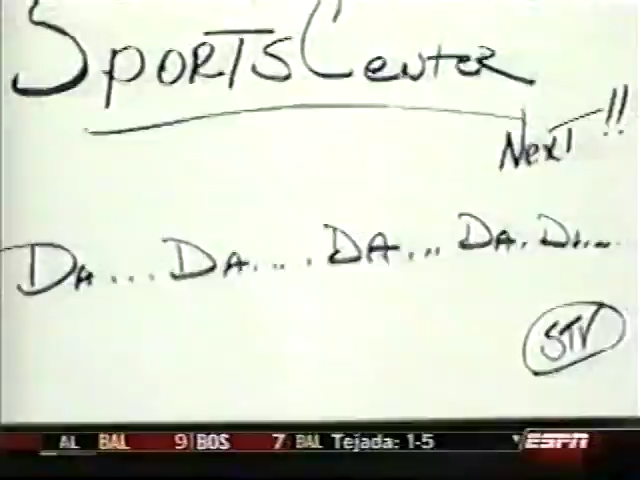 SportsCenter
Next!!
Da... Da.... Da... Da. Da...
STV
AL BAL 9 BOS 7 BAL Tejada: 1-5 ESPN